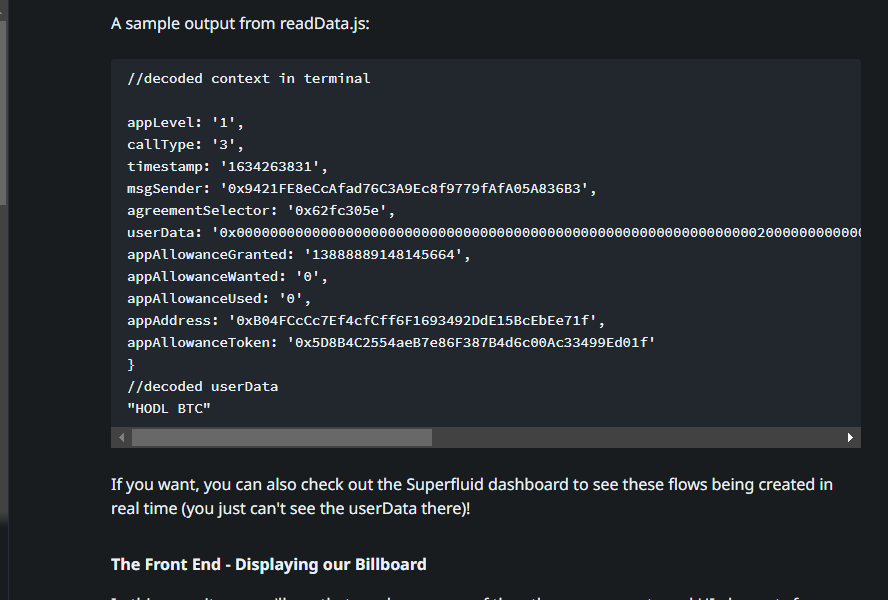 A sample output from readData.js:
//decoded context in terminal
appLevel: '1',
callType: '3',
timestamp: '1634263831',
msgSender: '0x9421FE8eCcAfad76C3A9Ec8f9779fAfA05A836B3',
agreementSelector: '0x62fc305e',
userData: '0x000000000000000000000000000000000000000000000000000000000000000200000000000
appAllowanceGranted: '13888889148145664',
appAllowanceWanted: '0',
appAllowanceUsed: '0',
appAddress: '0xB04FCcCc7Ef4cfCff6F1693492DdE15BcEbEe71f',
appAllowanceToken: '0x5D8B4C2554aeB7e86F387B4d6c00Ac33499Ed01f'
}
//decoded userData
"HODL BTC"
If you want, you can also check out the Superfluid dashboard to see these flows being created in
real time (you just can't see the userData there)!
The Front End - Displaying our Billboard